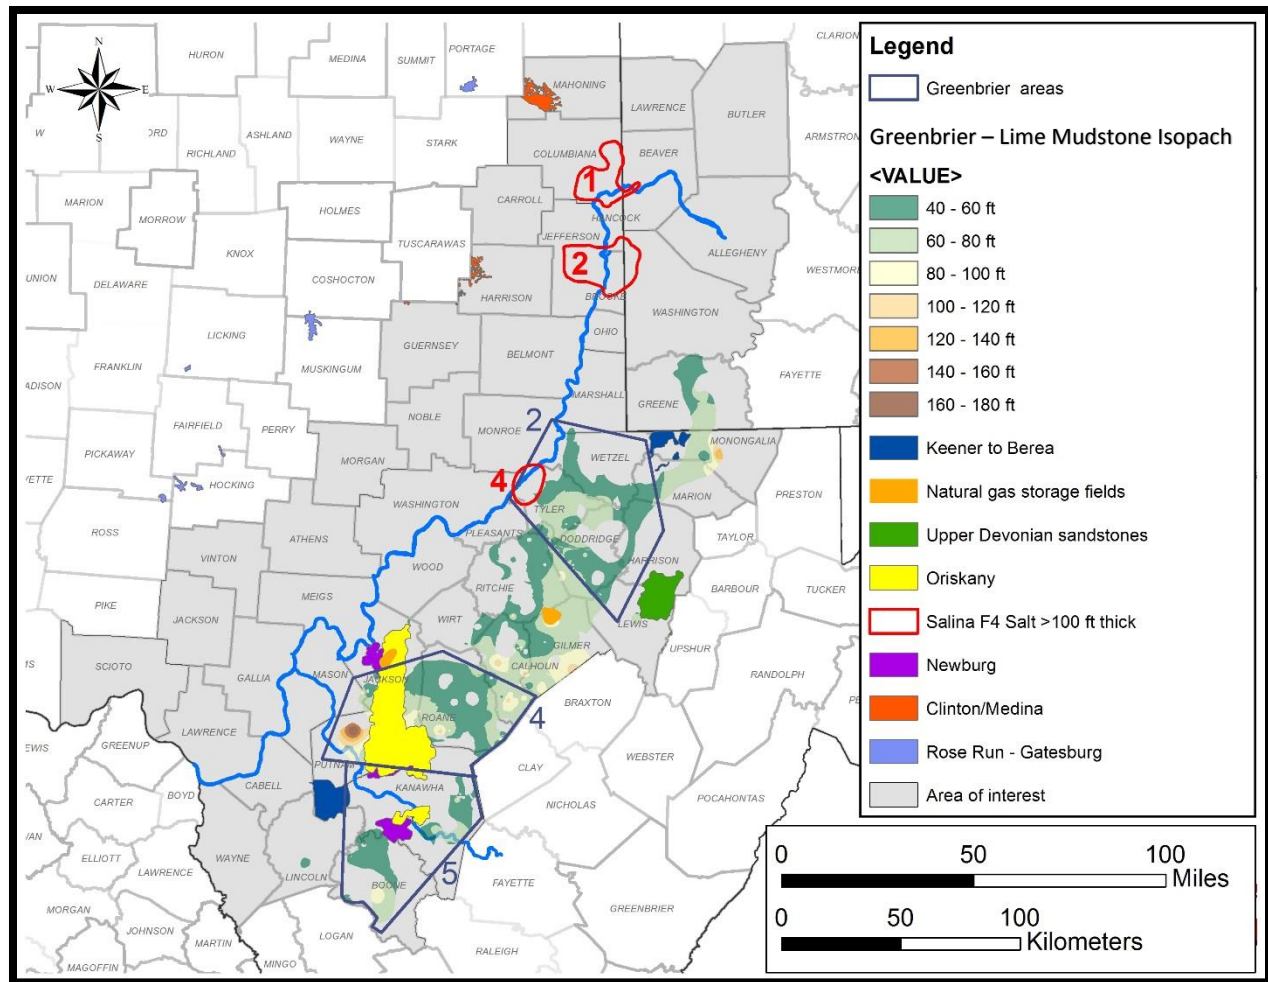 N
W
E
S
HURON
MEDINA
SUMMIT
PORTAGE
MAHONING
LAWRENCE
BUTLER
CLARION
W
ORD
RICHLAND
ASHLAND
WAYNE
STARK
COLUMBIANA
BEAVER
ARMSTRON
1
MARION
MORROW
HOLMES
CARROLL
HANCOCK
KNOX
TUSCARAWAS
JEFFERSON
ALLEGHENY
UNION
DELAWARE
COSHOCTON
2
HARRISON
BROOKE
WESTMORE
LICKING
GUERNSEY
BELMONT
OHIO
WASHINGTON
FRANKLIN
MUSKINGUM
ADISON
MARSHALL
GREENE
FAYETTE
NOBLE
FAIRFIELD
PERRY
MONROE
2
MONONGALIA
PICKAWAY
MORGAN
WETZEL
ETTE
HOCKING
4
MARION
PRESTON
WASHINGTON
TYLER
ROSS
ATHENS
PLEASANTS
DODDRIDGE
TAYLOR
VINTON
WOOD
HARRISON
RITCHIE
BARBOUR
TUCKER
PIKE
MEIGS
JACKSON
WIRT
LEWIS
GILMER
UPSHUR
SCIOTO
GALLIA
MASON
JACKSON
CALHOUN
RANDOLPH
BRAXTON
ROANE
4
LAWRENCE
EWIS
GREENUP
PUTNAM
CLAY
WEBSTER
CABELL
KANAWHA
CARTER
BOYD
NICHOLAS
POCAHONTAS
ELLIOTT
WAYNE
LAWRENCE
LINCOLN
BOONE
5
FAYETTE
MORGAN
GREENBRIER
JOHNSON
LOGAN
MARTIN
RALEIGH
MAGOFFIN
MINGO
Legend
Greenbrier areas
Greenbrier – Lime Mudstone Isopach
<VALUE>
40 - 60 ft
60 - 80 ft
80 - 100 ft
100 - 120 ft
120 - 140 ft
140 - 160 ft
160 - 180 ft
Keener to Berea
Natural gas storage fields
Upper Devonian sandstones
Oriskany
Salina F4 Salt >100 ft thick
Newburg
Clinton/Medina
Rose Run - Gatesburg
Area of interest
0 50 100
Miles
0 50 100
Kilometers